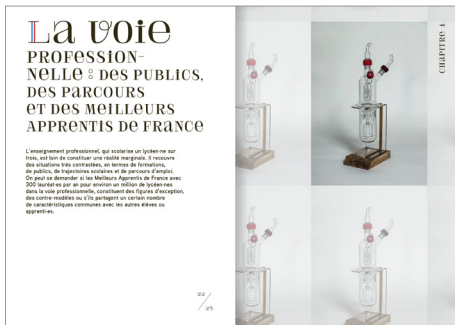 La voie
PROFESSION-
NELLE : DES PUBLICS,
DES PARCOURS
ET DES MEILLEURS
APPRENTIS DE FRANCE
L'enseignement professionnel, qui scolarise un lycéen·ne sur
trois, est loin de constituer une réalité marginale. Il recouvre
des situations très contrastées, en termes de formations,
de publics, de trajectoires scolaires et de parcours d'emploi.
On peut se demander si les Meilleurs Apprentis de France avec
300 lauréat·es par an pour environ un million de lycéen·nes
dans la voie professionnelle, constituent des figures d'exception,
des contre-modèles ou s'ils partagent un certain nombre
de caractéristiques communes avec les autres élèves ou
apprenti·es.
22
/
23
CHAPITRE 1